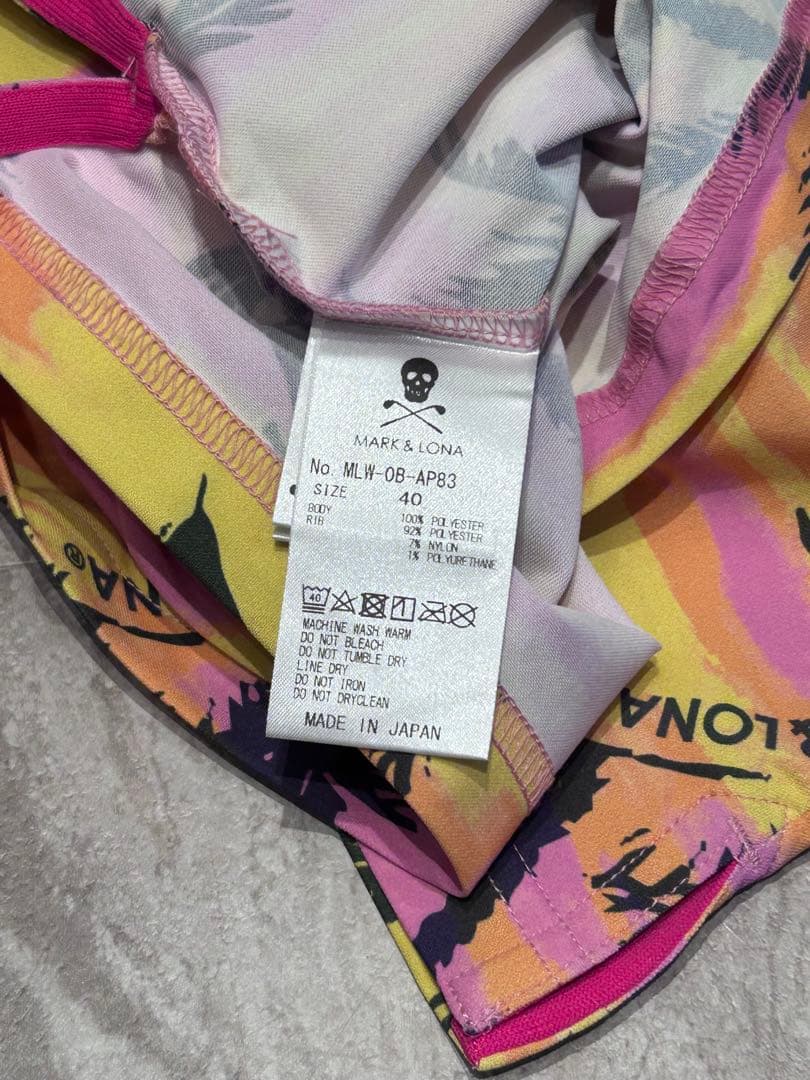 MARK & LONA
No. MLW-0B-AP83
SIZE 40
BODY 100% POLYESTER
RIB 92% POLYESTER
7% NYLON
1% POLYURETHANE
40
MACHINE WASH WARM
DO NOT BLEACH
DO NOT TUMBLE DRY
LINE DRY
DO NOT IRON
DO NOT DRYCLEAN
MADE IN JAPAN
NA®
& LONA